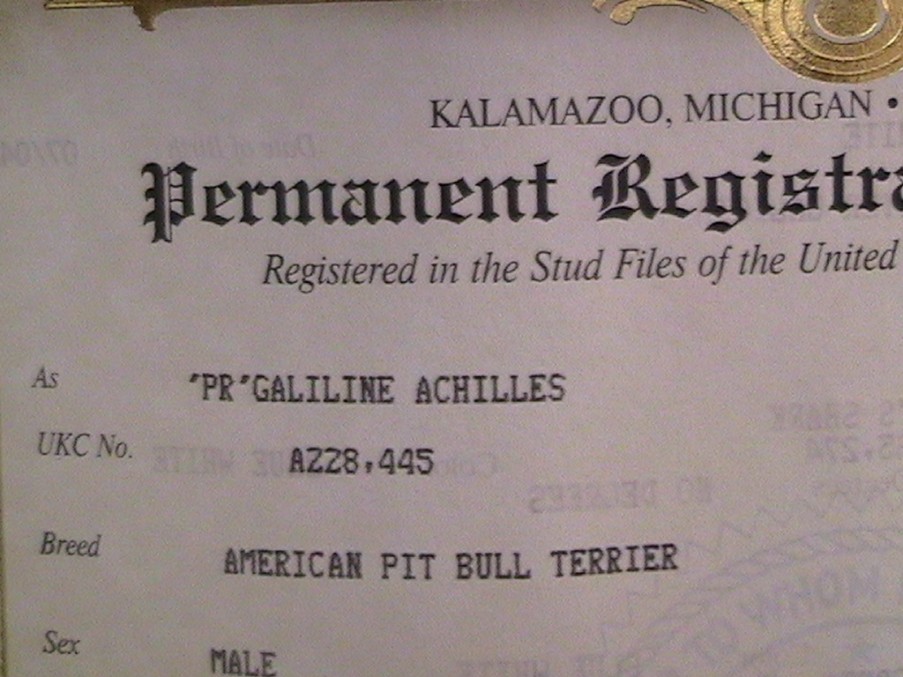 KALAMAZOO, MICHIGAN •
Permanent Registra
Registered in the Stud Files of the United
As 'PR'GALILINE ACHILLES
UKC No. A228,445
Breed AMERICAN PIT BULL TERRIER
Sex MALE